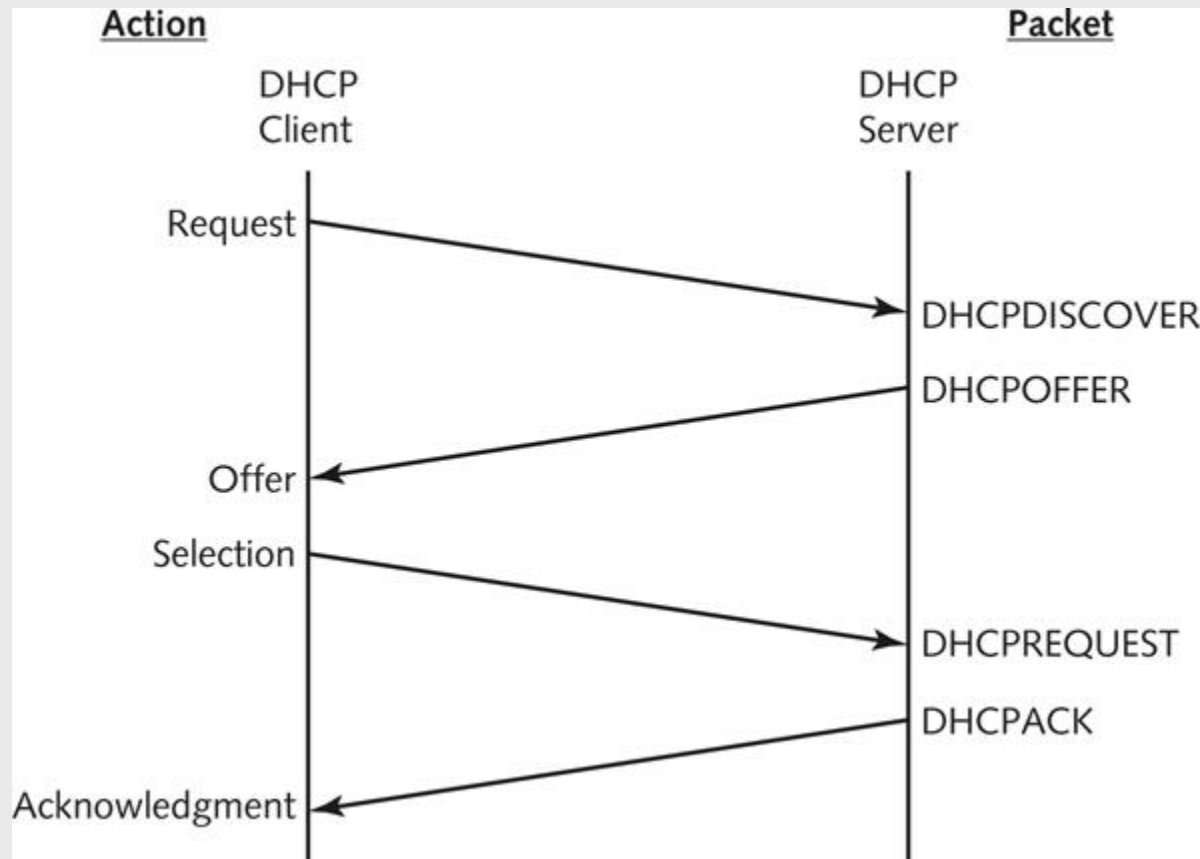 Action
Packet
DHCP
Client
DHCP
Server
Request
DHCPDISCOVER
DHCPOFFER
Offer
Selection
DHCPREQUEST
DHCPACK
Acknowledgment